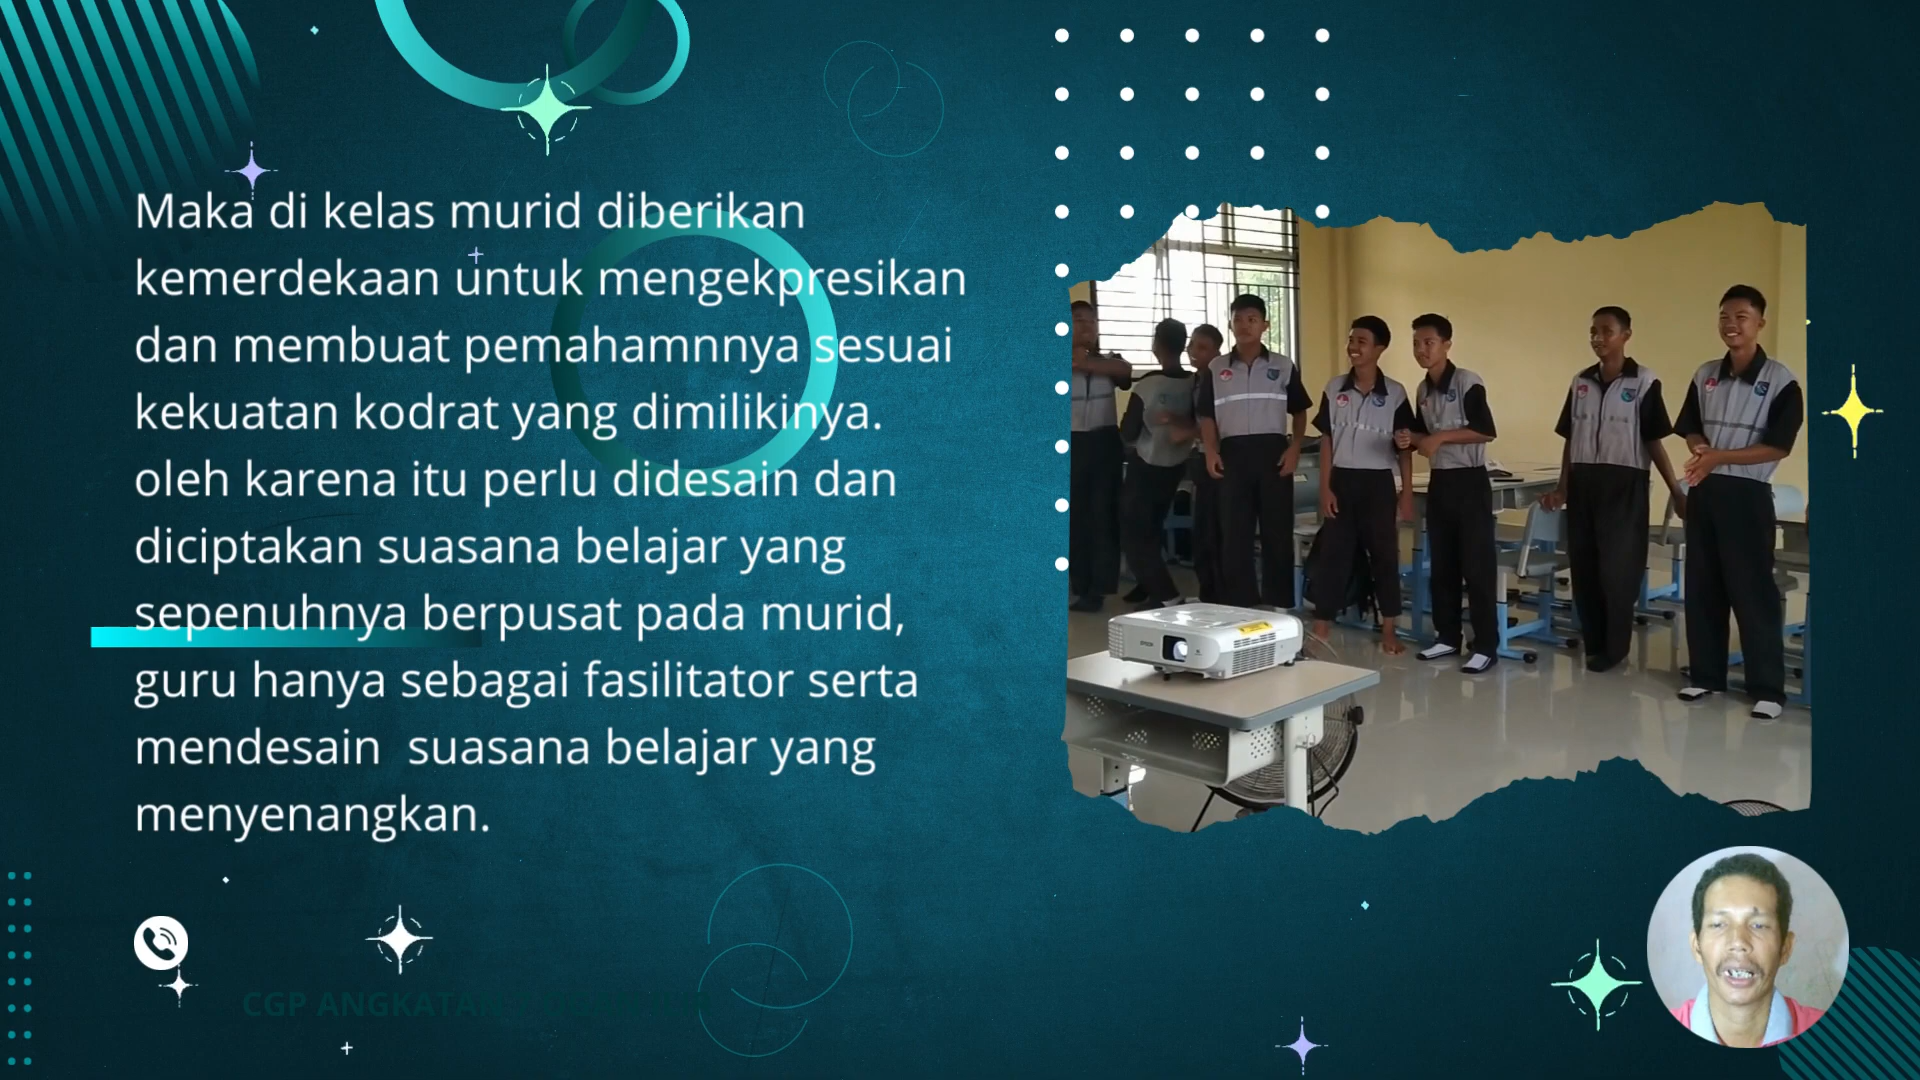 Maka di kelas murid diberikan
kemerdekaan untuk mengekpresikan
dan membuat pemahamnnya sesuai
kekuatan kodrat yang dimilikinya.
oleh karena itu perlu didesain dan
diciptakan suasana belajar yang
sepenuhnya berpusat pada murid,
guru hanya sebagai fasilitator serta
mendesain  suasana belajar yang
menyenangkan.
CGP ANGKATAN